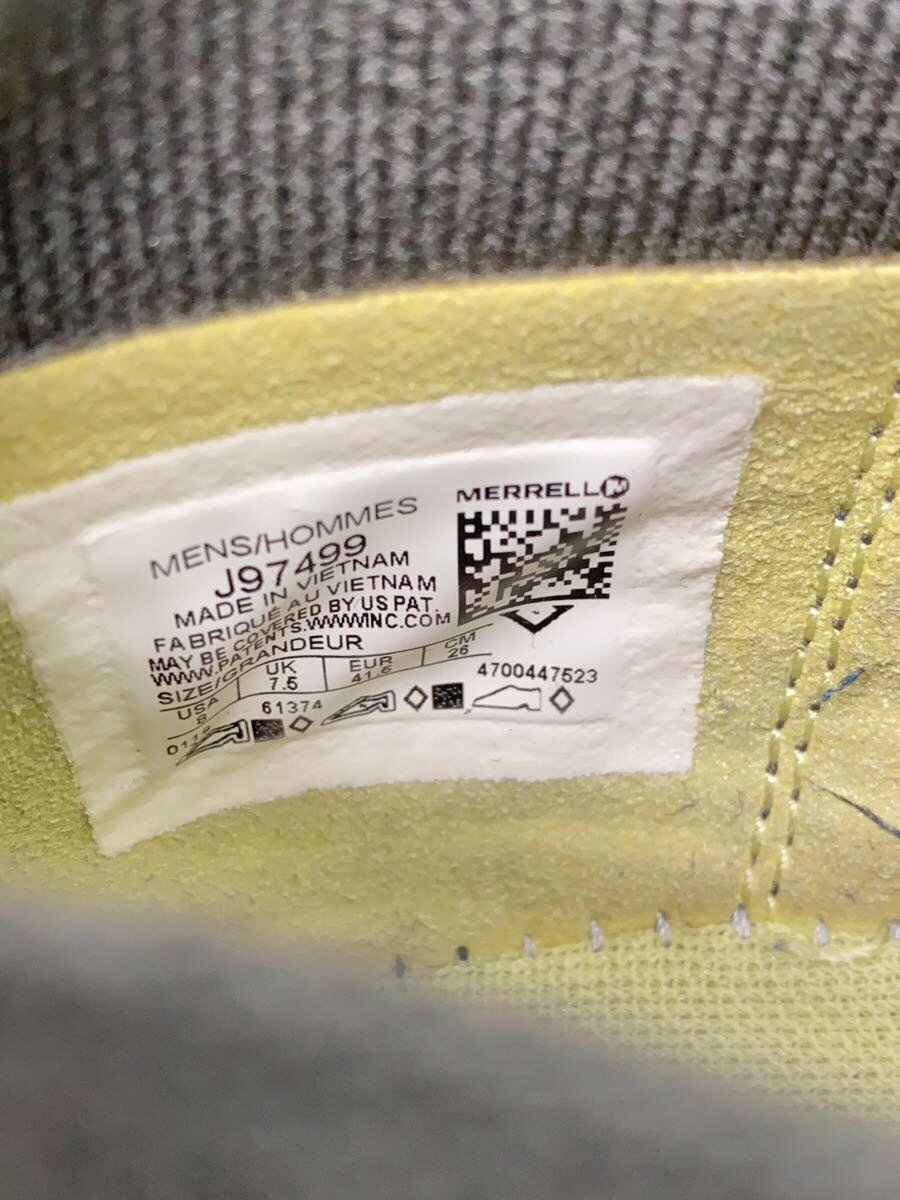 MERRELL
MENS/HOMMES
J97499
MADE IN VIETNAM
FABRIQUÉ AU VIETNAM
MAY BE COVERED BY US PAT.
WWW.PATENTS.WWWINC.COM
SIZE/GRANDEUR
USA UK EUR CM
8 7.5 41.5 26
61374 4700447523